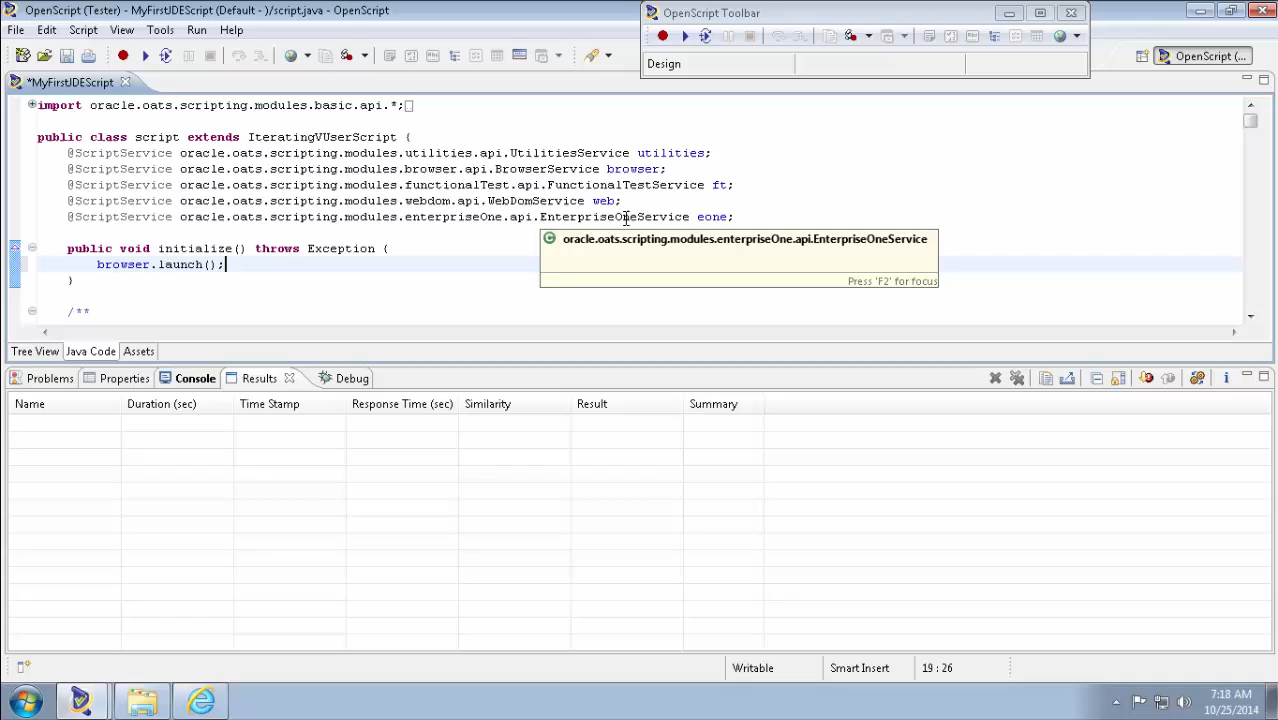 OpenScript (Tester) - MyFirstJDEScript (Default - )/script.java - OpenScript
OpenScript Toolbar
File Edit Script View Tools Run Help
Design
OpenScript (...
*MyFirstJDEScript
import oracle.oats.scripting.modules.basic.api.*;
public class script extends IteratingVUserScript {
@ScriptService oracle.oats.scripting.modules.utilities.api.UtilitiesService utilities;
@ScriptService oracle.oats.scripting.modules.browser.api.BrowserService browser;
@ScriptService oracle.oats.scripting.modules.functionalTest.api.FunctionalTestService ft;
@ScriptService oracle.oats.scripting.modules.webdom.api.WebDomService web;
@ScriptService oracle.oats.scripting.modules.enterpriseOne.api.EnterpriseOneService eone;
oracle.oats.scripting.modules.enterpriseOne.api.EnterpriseOneService
Press 'F2' for focus
public void initialize() throws Exception {
browser.launch();
}
/**
Tree View Java Code Assets
Problems Properties Console Results Debug
Name Duration (sec) Time Stamp Response Time (sec) Similarity Result Summary
Writable Smart Insert 19 : 26
7:18 AM
10/25/2014